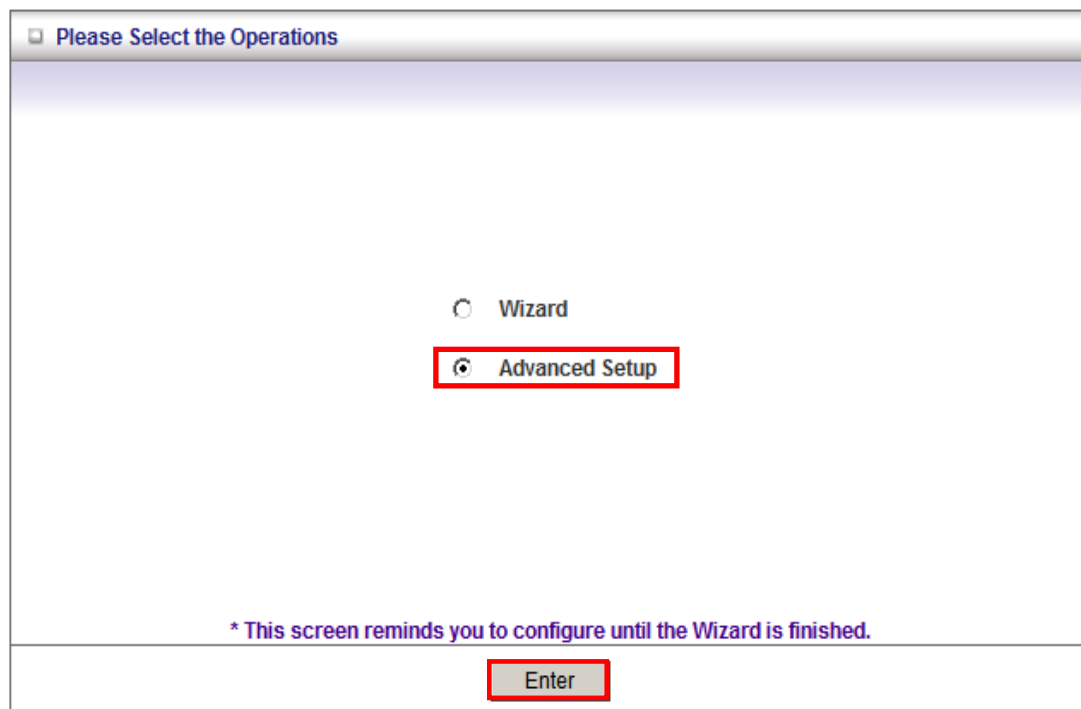 Please Select the Operations
Wizard
Advanced Setup
* This screen reminds you to configure until the Wizard is finished.
Enter